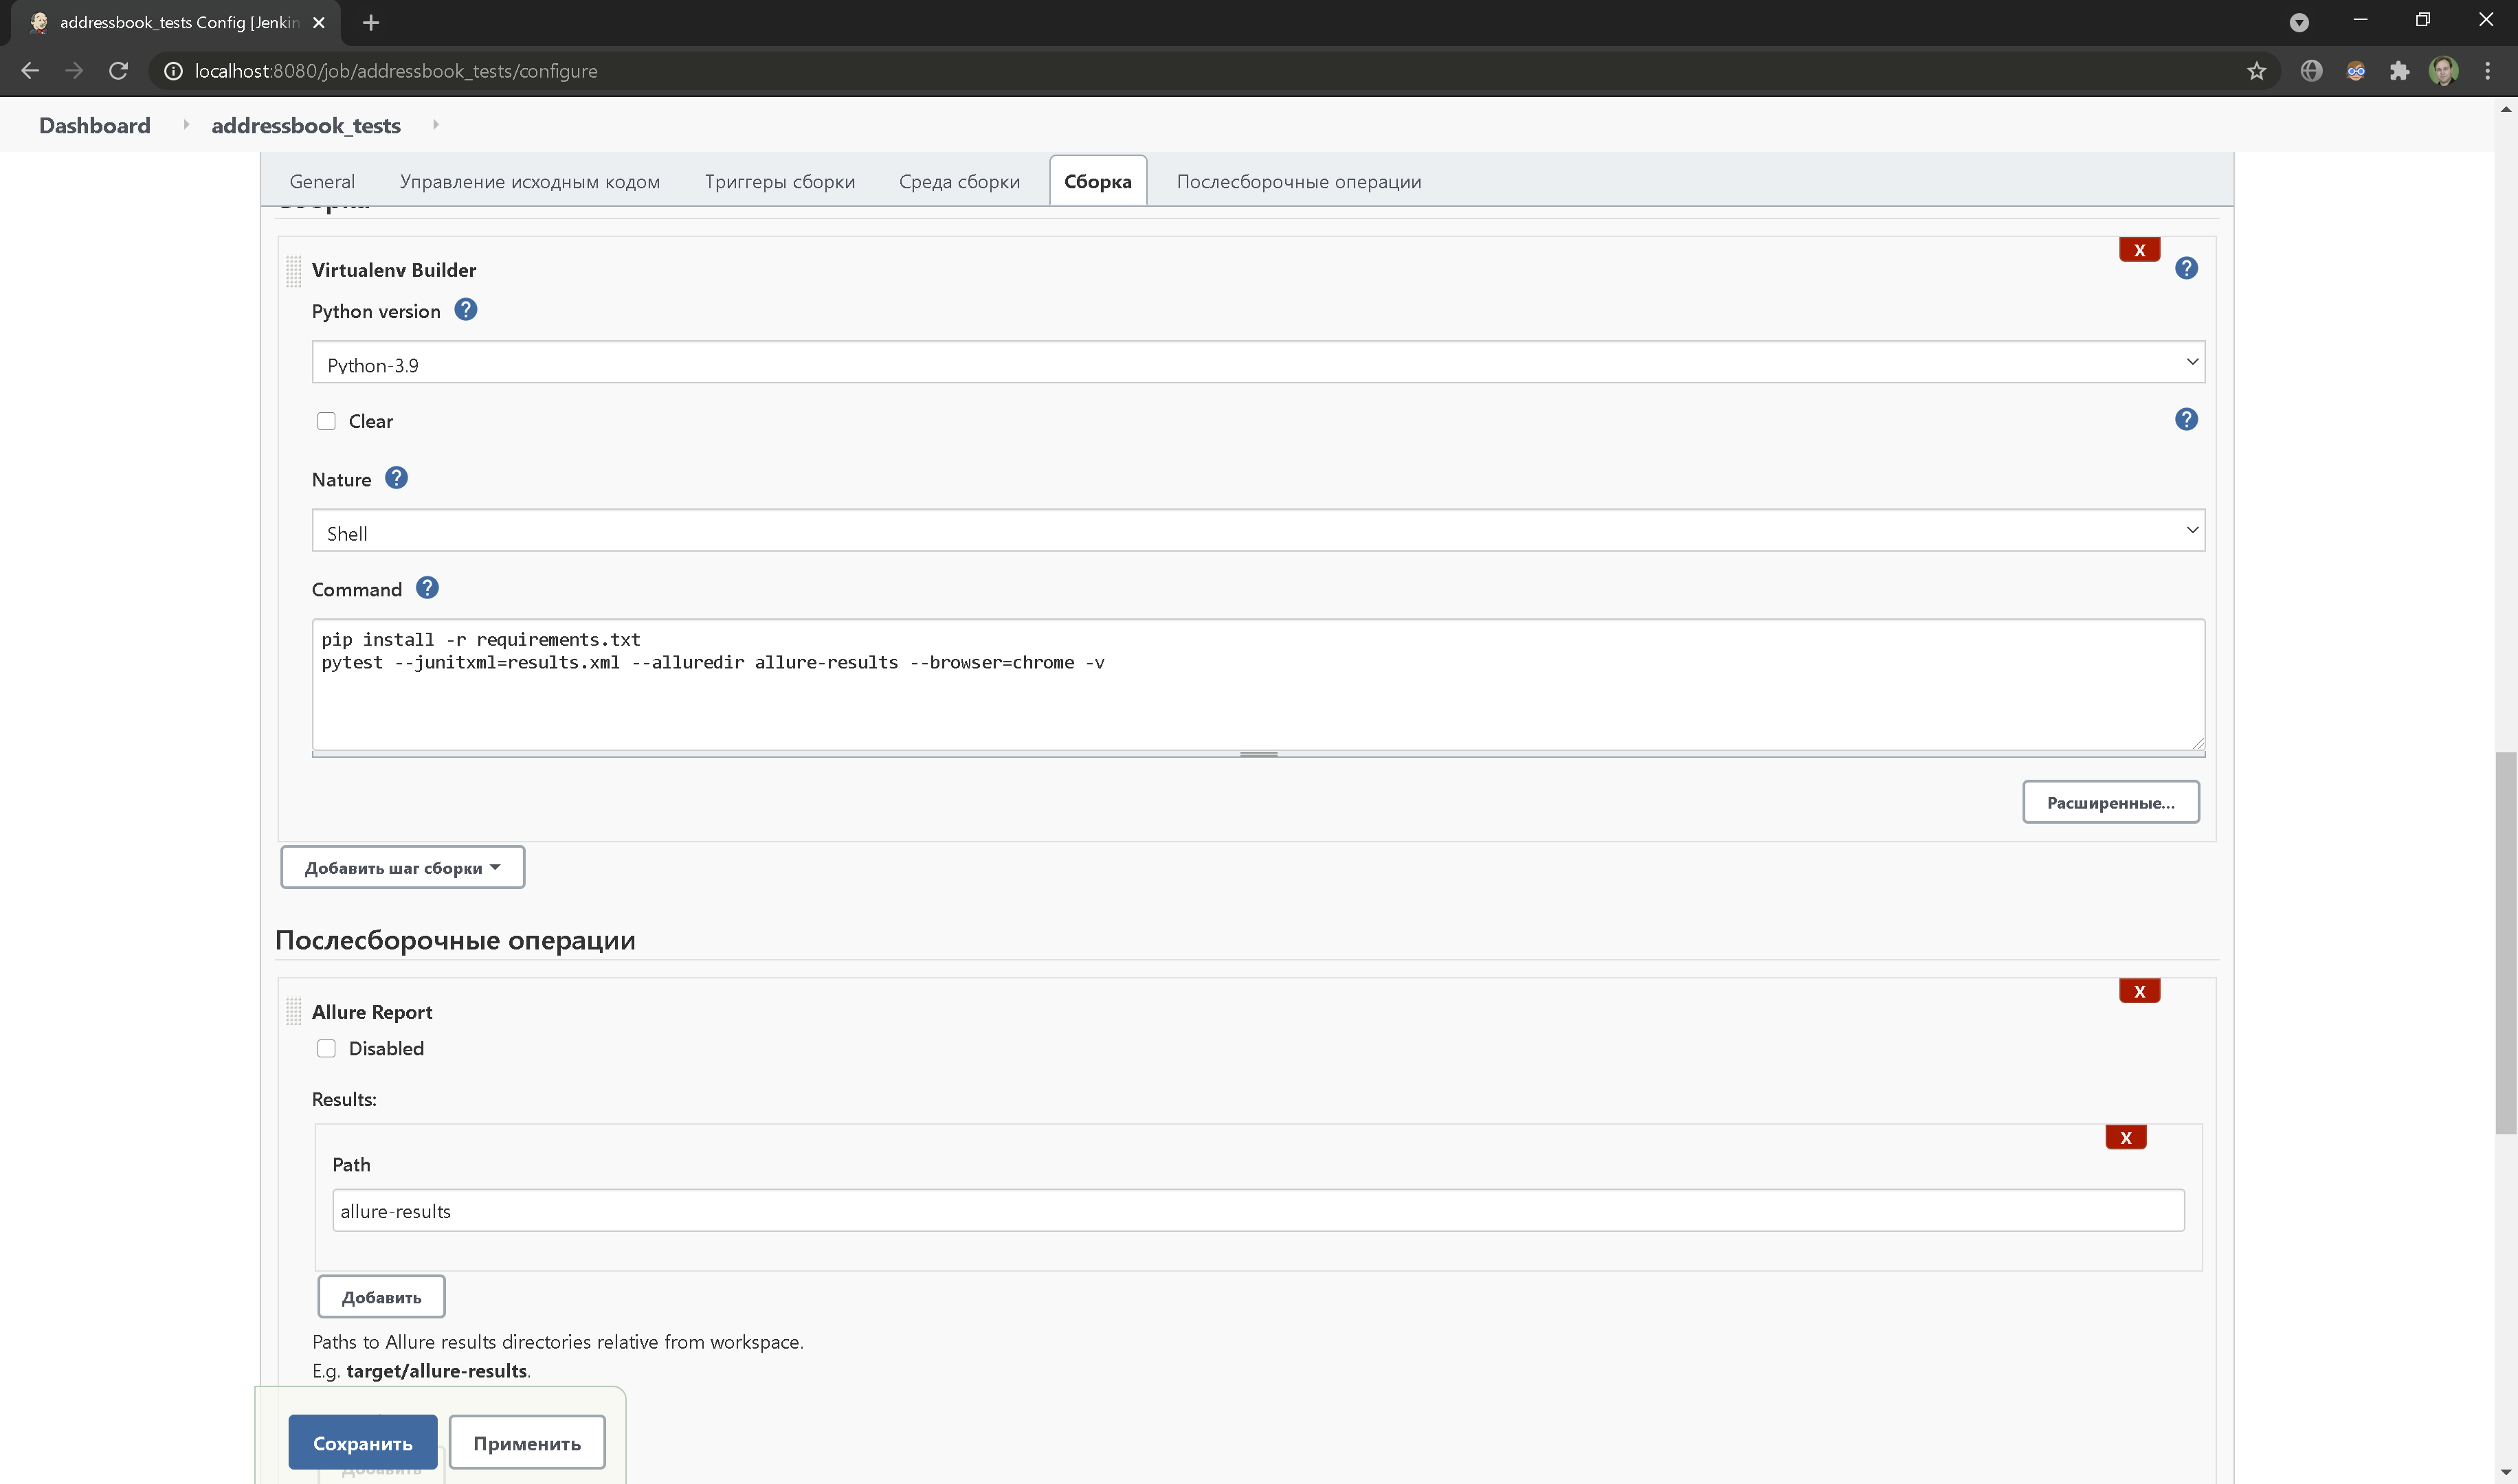 addressbook_tests Config [Jenkin
localhost:8080/job/addressbook_tests/configure
Dashboard addressbook_tests
General Управление исходным кодом Триггеры сборки Среда сборки Сборка Послесборочные операции
X
Virtualenv Builder ?
Python version ?
Python-3.9
Clear ?
Nature ?
Shell
Command ?
pip install -r requirements.txt
pytest --junitxml=results.xml --alluredir allure-results --browser=chrome -v
Расширенные...
Добавить шаг сборки
Послесборочные операции
X
Allure Report
Disabled
Results:
X
Path
allure-results
Добавить
Paths to Allure results directories relative from workspace.
E.g. target/allure-results.
Сохранить Применить
Добавить